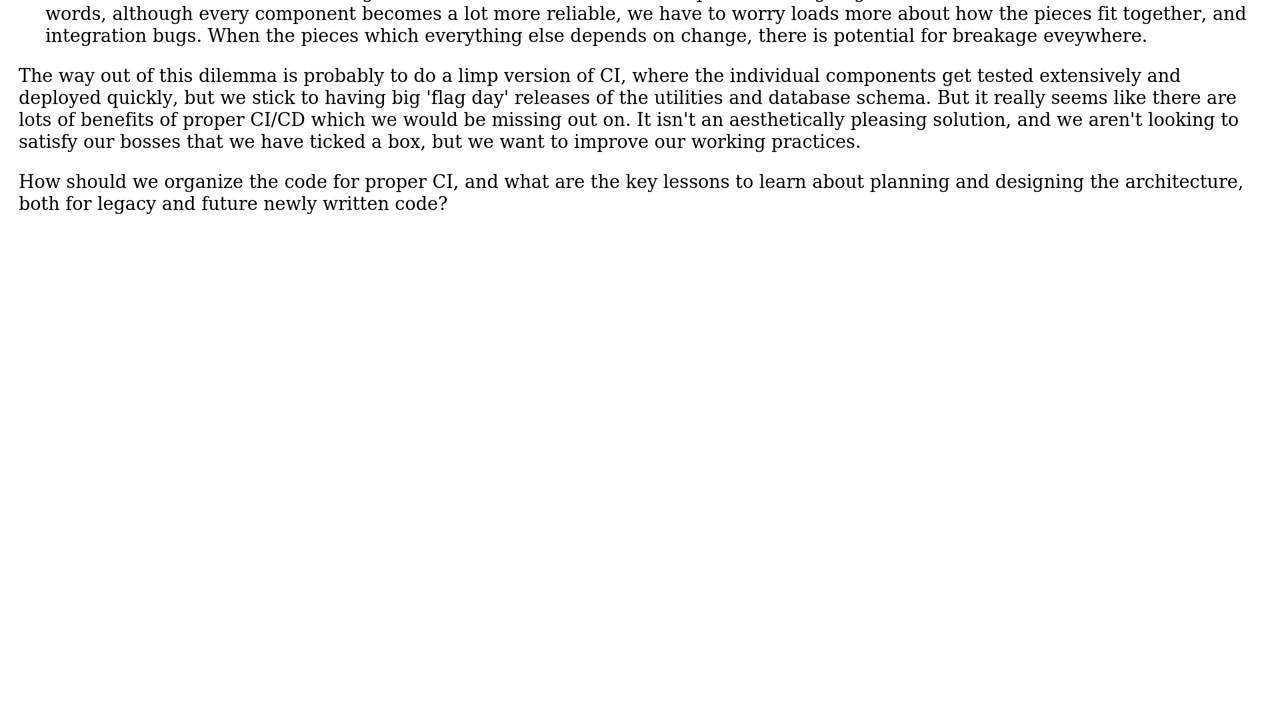 words, although every component becomes a lot more reliable, we have to worry loads more about how the pieces fit together, and
integration bugs. When the pieces which everything else depends on change, there is potential for breakage eveywhere.
The way out of this dilemma is probably to do a limp version of CI, where the individual components get tested extensively and
deployed quickly, but we stick to having big 'flag day' releases of the utilities and database schema. But it really seems like there are
lots of benefits of proper CI/CD which we would be missing out on. It isn't an aesthetically pleasing solution, and we aren't looking to
satisfy our bosses that we have ticked a box, but we want to improve our working practices.
How should we organize the code for proper CI, and what are the key lessons to learn about planning and designing the architecture,
both for legacy and future newly written code?